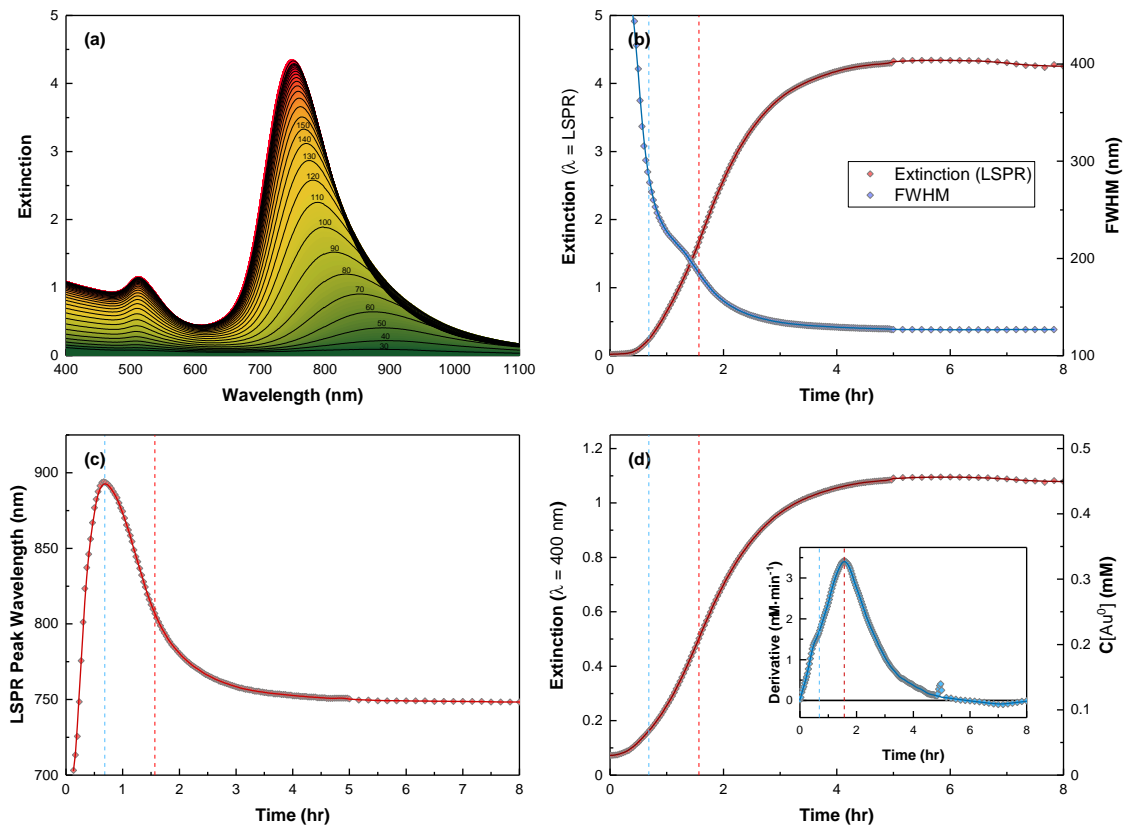 (a)
Extinction
5
4
3
2
1
0
150
140
130
120
110
100
90
80
70
60
50
40
30
400 500 600 700 800 900 1000 1100
Wavelength (nm)
(b)
Extinction (λ = LSPR)
5
4
3
2
1
0
Extinction (LSPR)
FWHM
400
300
200
100
FWHM (nm)
0 2 4 6 8
Time (hr)
(c)
LSPR Peak Wavelength (nm)
900
850
800
750
700
0 1 2 3 4 5 6 7 8
Time (hr)
(d)
Extinction (λ = 400 nm)
1.2
1
0.8
0.6
0.4
0.2
0
0.5
0.4
0.3
0.2
0.1
0
C[Au⁰] (mM)
0 2 4 6 8
Time (hr)
Derivative (nM·min⁻¹)
3
2
1
0
0 2 4 6 8
Time (hr)